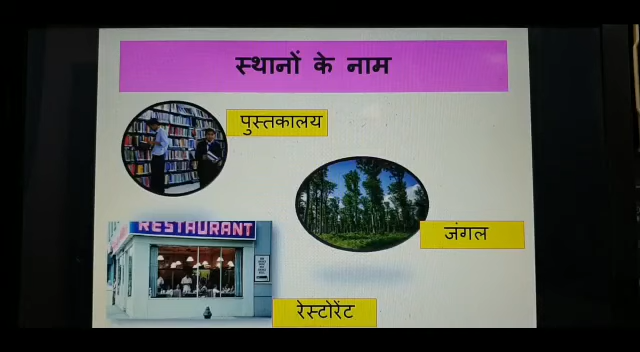 स्थानों के नाम
पुस्तकालय
जंगल
RESTAURANT
रेस्टोरेंट